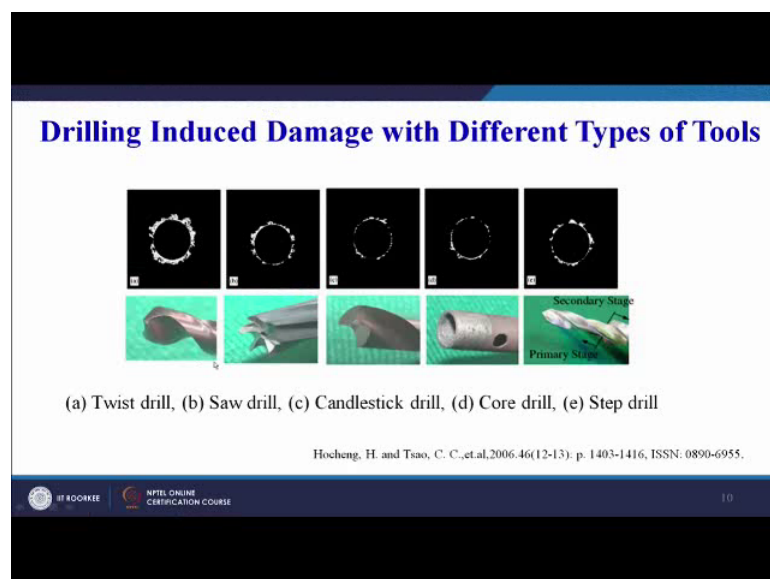 Drilling Induced Damage with Different Types of Tools
(a)
(b)
(c)
(d)
(e)
Secondary Stage
Primary Stage
(a) Twist drill, (b) Saw drill, (c) Candlestick drill, (d) Core drill, (e) Step drill
Hocheng, H. and Tsao, C. C.,et.al,2006.46(12-13): p. 1403-1416, ISSN: 0890-6955.
IIT ROORKEE
NPTEL ONLINE
CERTIFICATION COURSE
10